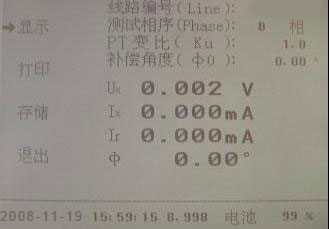 线路编号(Line):
→显示 测试相序(Phase): B 相
PT变比( Ku ): 1.0
补偿角度(Φ0): 0.00°
打印
Ux 0.002 V
存储 Ix 0.000mA
Ir 0.000mA
退出 Φ 0.00°
2008-11-19 15:59:15 8.998 电池 99 %